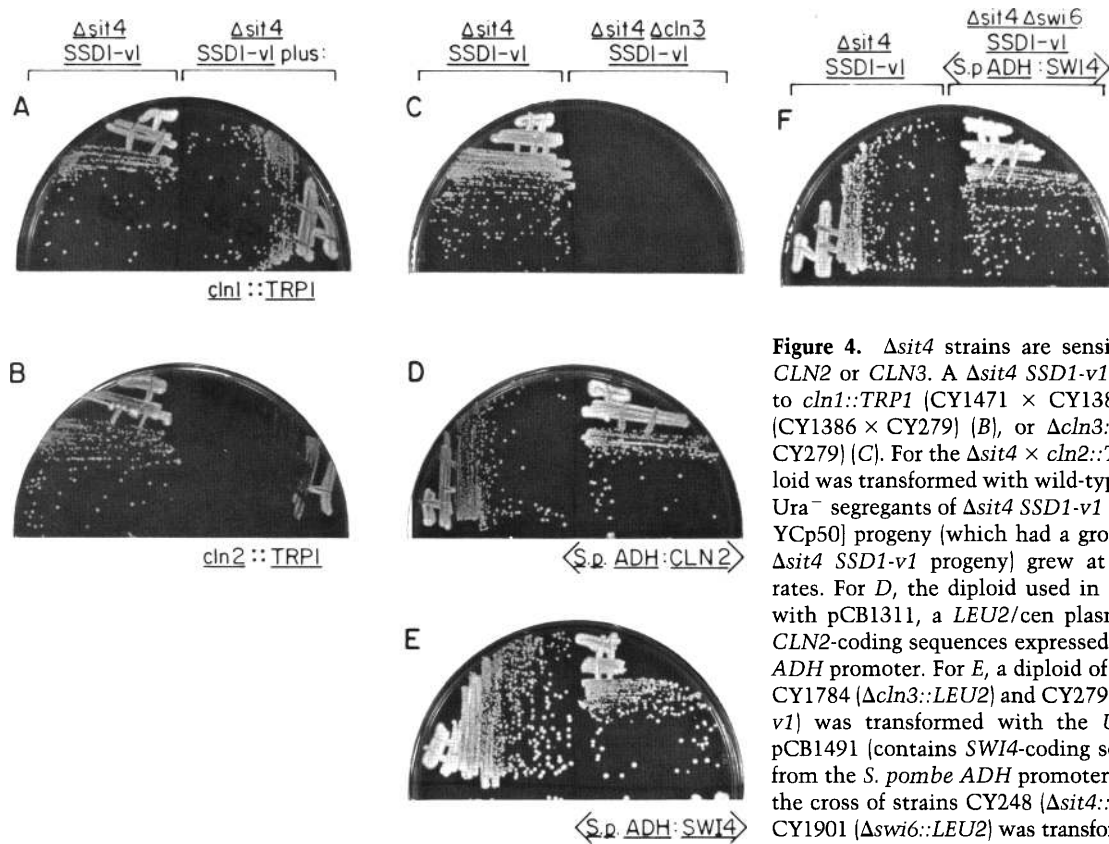 Δsit4
SSD1-v1
Δsit4
SSD1-v1 plus:
Δsit4
SSD1-v1
Δsit4 Δcln3
SSD1-v1
Δsit4
SSD1-v1
Δsit4 Δswi6
SSD1-v1
<S.p ADH:SWI4>
A
cln1::TRP1
C
F
B
cln2::TRP1
D
<S.p. ADH:CLN2>
E
<S.p. ADH:SWI4>
Figure 4. Δsit4 strains are sensi
CLN2 or CLN3. A Δsit4 SSD1-v1
to cln1::TRP1 (CY1471 × CY138
(CY1386 × CY279) (B), or Δcln3::
CY279) (C). For the Δsit4 × cln2::T
loid was transformed with wild-typ
Ura⁻ segregants of Δsit4 SSD1-v1
YCp50] progeny (which had a gro
Δsit4 SSD1-v1 progeny) grew at
rates. For D, the diploid used in
with pCB1311, a LEU2/cen plasm
CLN2-coding sequences expressed
ADH promoter. For E, a diploid of
CY1784 (Δcln3::LEU2) and CY279
v1) was transformed with the U
pCB1491 (contains SWI4-coding se
from the S. pombe ADH promoter
the cross of strains CY248 (Δsit4::
CY1901 (Δswi6::LEU2) was transfor